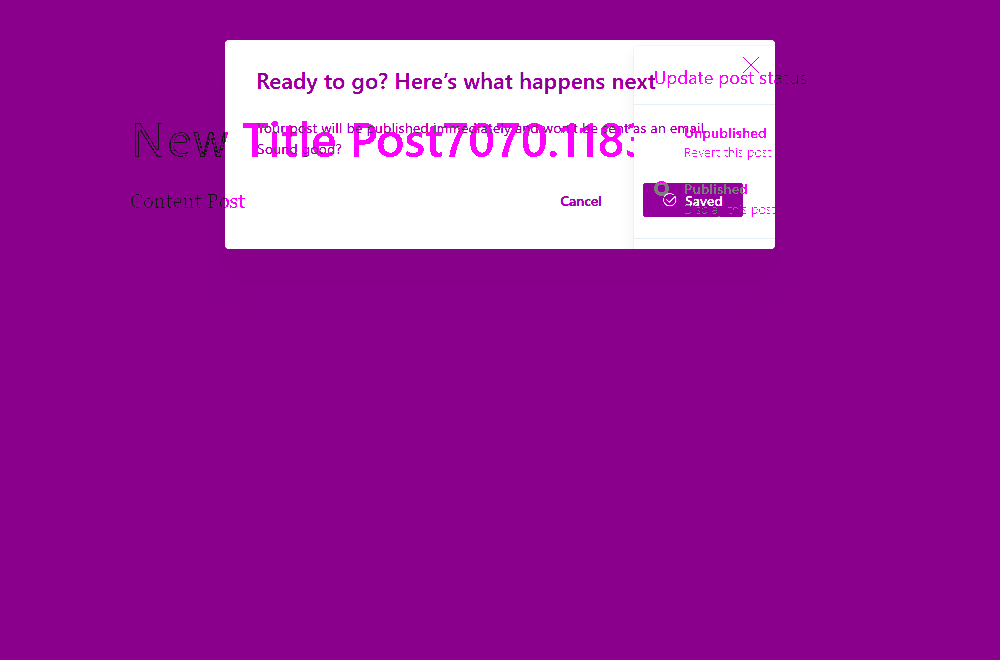 Ready to go? Here's what happens next
Update post status
Your post will be published immediately and won't be sent as an email.
Sound good?
New Title Post7070.118
Unpublished
Revert this post
Published
this post
Content Post
Cancel
Saved